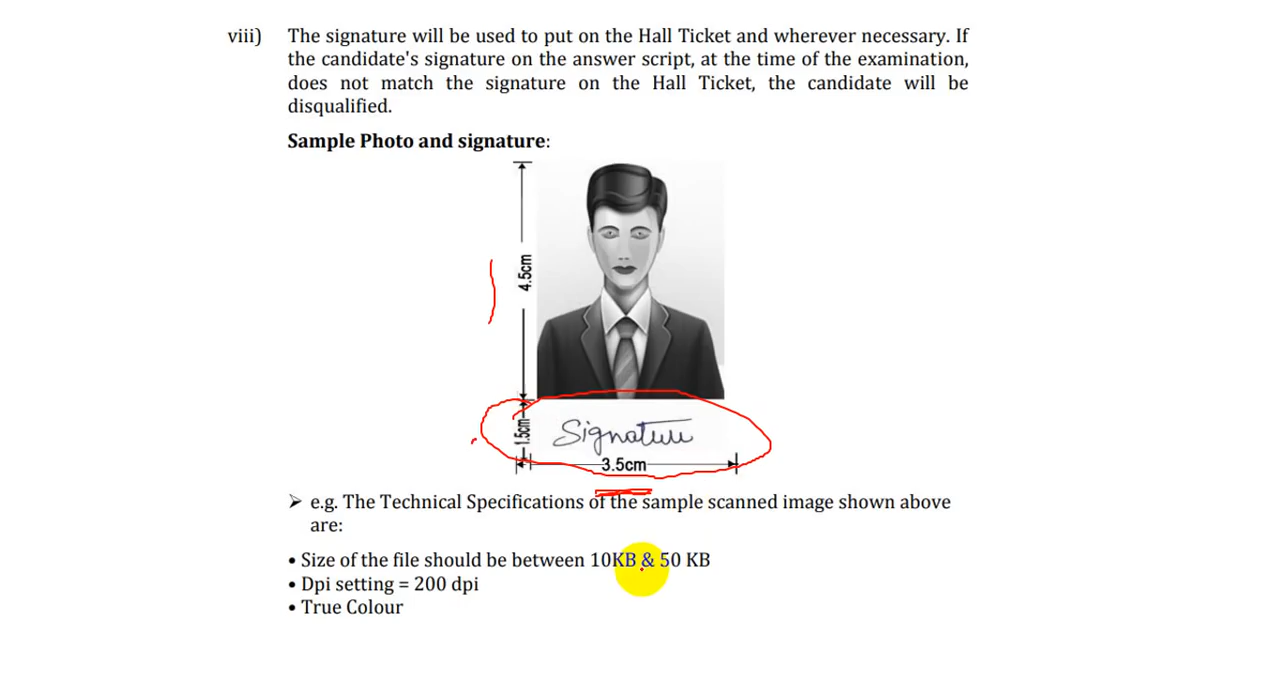 viii) The signature will be used to put on the Hall Ticket and wherever necessary. If
the candidate's signature on the answer script, at the time of the examination,
does not match the signature on the Hall Ticket, the candidate will be
disqualified.
Sample Photo and signature:
4.5cm
1.5cm
Signature
3.5cm
➢ e.g. The Technical Specifications of the sample scanned image shown above
are:
• Size of the file should be between 10KB & 50 KB
• Dpi setting = 200 dpi
• True Colour